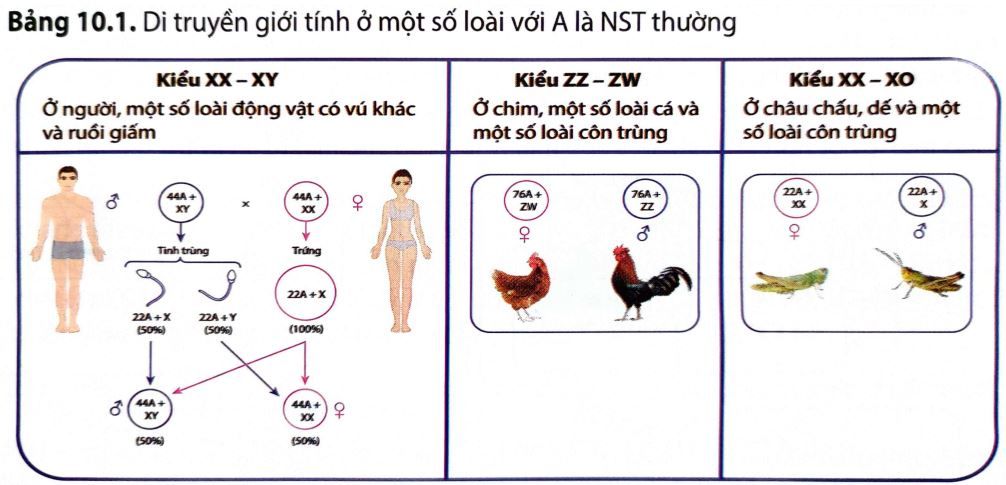 Bảng 10.1. Di truyền giới tính ở một số loài với A là NST thường
Kiểu XX – XY
Ở người, một số loài động vật có vú khác
và ruồi giấm
Kiểu ZZ – ZW
Ở chim, một số loài cá và
một số loài côn trùng
Kiểu XX – XO
Ở châu chấu, dế và một
số loài côn trùng
♂
44A +
XY
x
44A +
XX
♀
Tinh trùng
Trứng
22A + X
(50%)
22A + Y
(50%)
22A + X
(100%)
♂
44A +
XY
(50%)
44A +
XX
♀
(50%)
76A +
ZW
♀
76A +
ZZ
♂
22A +
XX
♀
22A +
X
♂